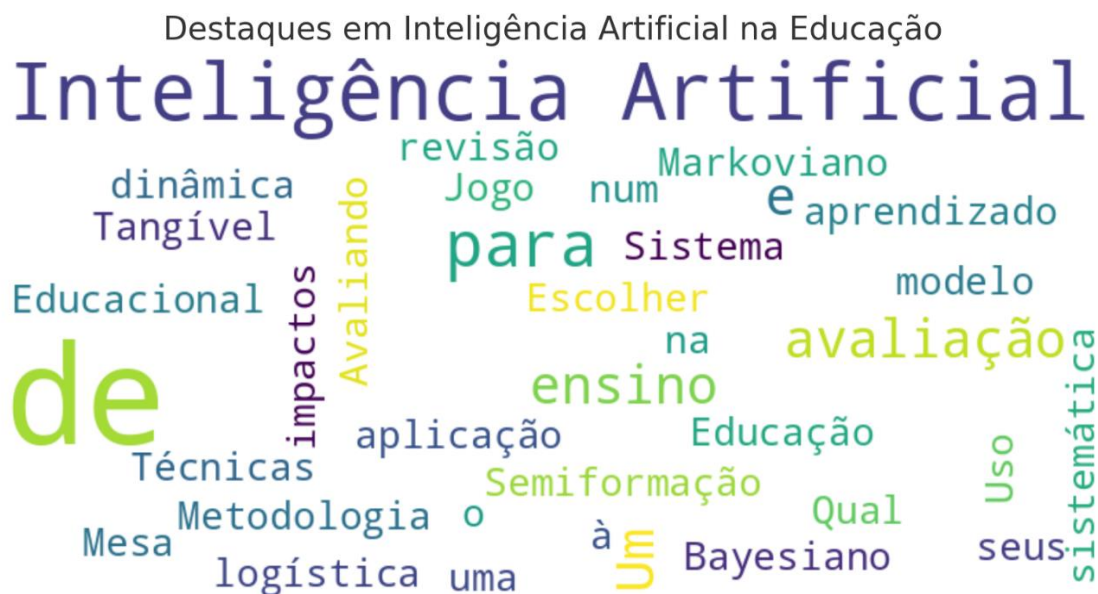 Destaques em Inteligência Artificial na Educação
Inteligência Artificial
revisão
Markoviano
dinâmica
Jogo
num
e
aprendizado
Tangível
Avaliando
para
Sistema
modelo
Educacional
impactos
Escolher
na
avaliação
de
ensino
sistemática
aplicação
Educação
Técnicas
Semiformação
Uso
Metodologia
o
Qual
Mesa
à
Um
Bayesiano
seus
logística
uma